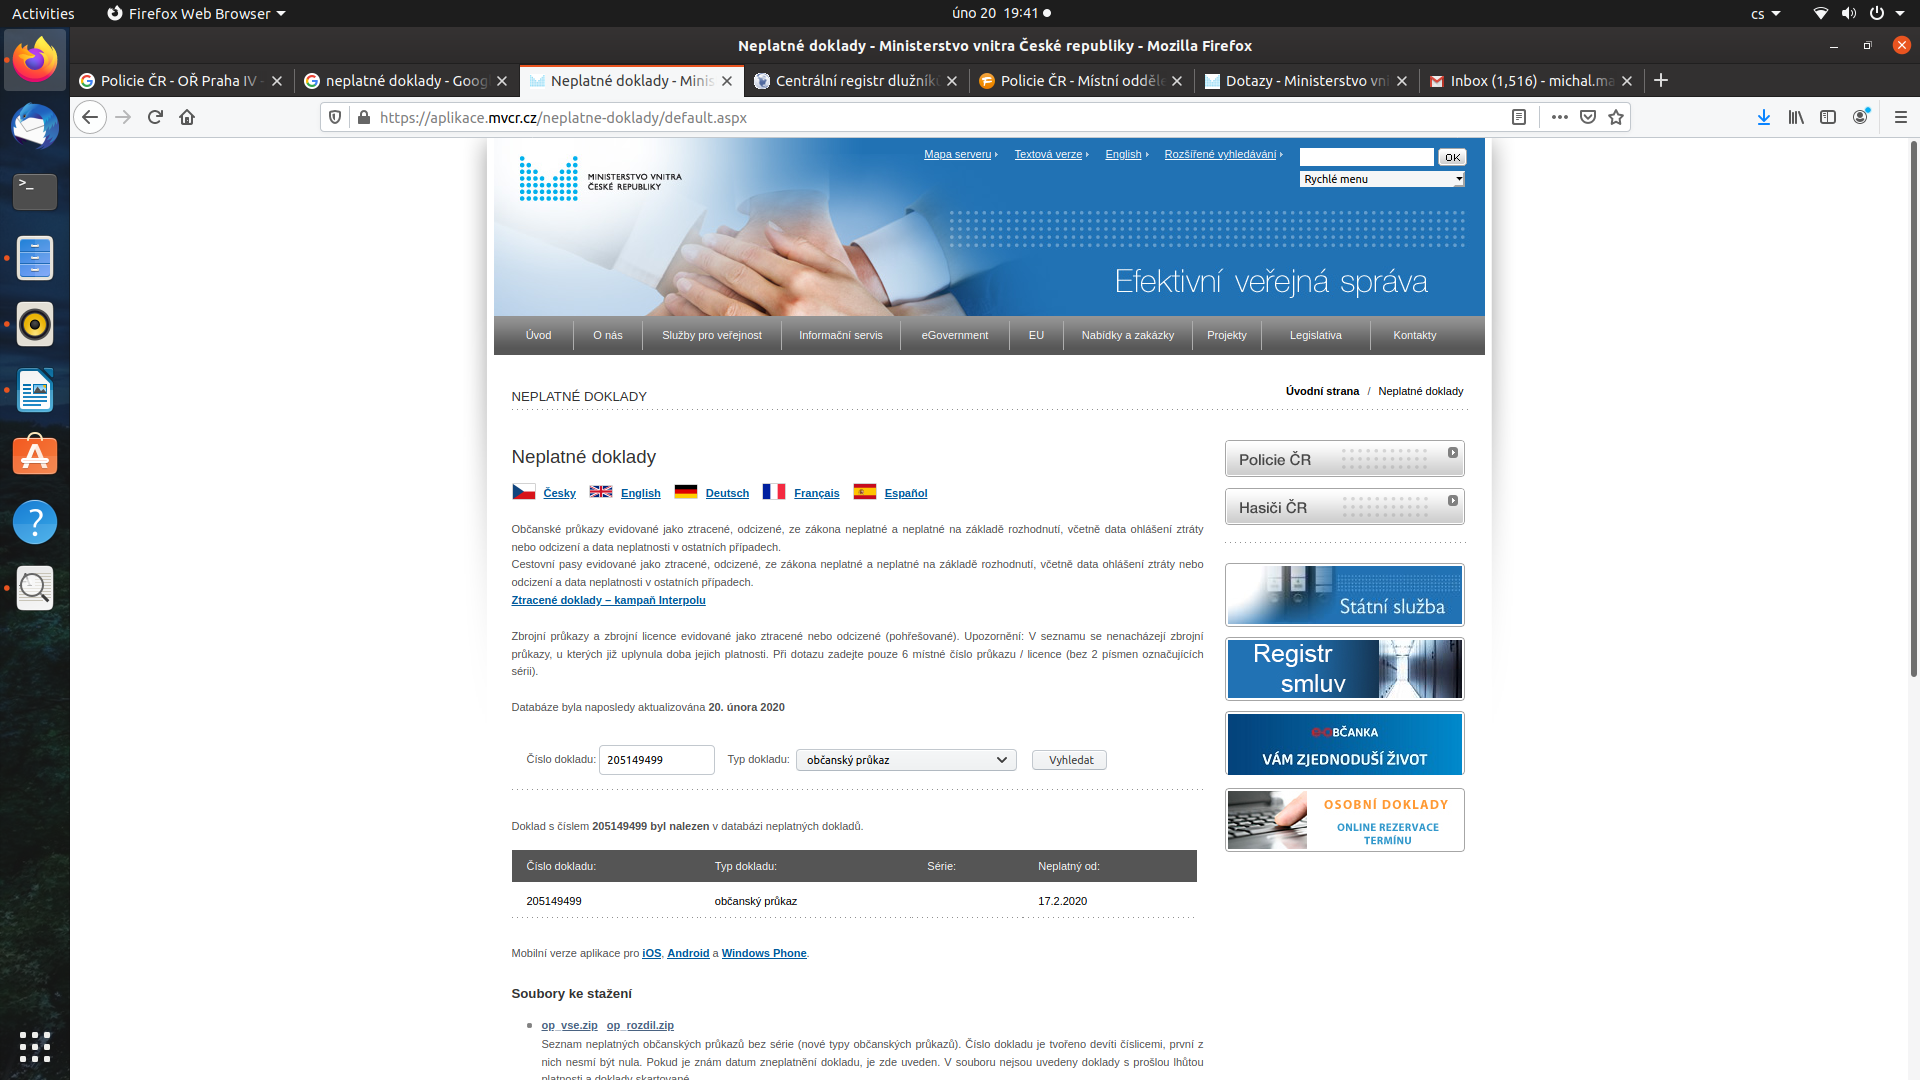 Activities
Firefox Web Browser
úno 20 19:41
cs
Neplatné doklady - Ministerstvo vnitra České republiky - Mozilla Firefox
Policie ČR - OŘ Praha IV -
neplatné doklady - Goog
Neplatné doklady - Minis
Centrální registr dlužník
Policie ČR - Místní odděle
Dotazy - Ministerstvo vni
Inbox (1,516) - michal.ma
https://aplikace.mvcr.cz/neplatne-doklady/default.aspx
MINISTERSTVO VNITRA
ČESKÉ REPUBLIKY
Mapa serveru
Textová verze
English
Rozšířené vyhledávání
OK
Rychlé menu
Efektivní veřejná správa
Úvod
O nás
Služby pro veřejnost
Informační servis
eGovernment
EU
Nabídky a zakázky
Projekty
Legislativa
Kontakty
NEPLATNÉ DOKLADY
Úvodní strana / Neplatné doklady
Neplatné doklady
Česky
English
Deutsch
Français
Español
Občanské průkazy evidované jako ztracené, odcizené, ze zákona neplatné a neplatné na základě rozhodnutí, včetně data ohlášení ztráty
nebo odcizení a data neplatnosti v ostatních případech.
Cestovní pasy evidované jako ztracené, odcizené, ze zákona neplatné a neplatné na základě rozhodnutí, včetně data ohlášení ztráty nebo
odcizení a data neplatnosti v ostatních případech.
Ztracené doklady – kampaň Interpolu
Zbrojní průkazy a zbrojní licence evidované jako ztracené nebo odcizené (pohřešované). Upozornění: V seznamu se nenacházejí zbrojní
průkazy, u kterých již uplynula doba jejich platnosti. Při dotazu zadejte pouze 6 místné číslo průkazu / licence (bez 2 písmen označujících
sérii).
Databáze byla naposledy aktualizována 20. února 2020
Číslo dokladu: 205149499
Typ dokladu: občanský průkaz
Vyhledat
Doklad s číslem 205149499 byl nalezen v databázi neplatných dokladů.
Číslo dokladu: Typ dokladu: Série: Neplatný od:
205149499 občanský průkaz 17.2.2020
Mobilní verze aplikace pro iOS, Android a Windows Phone.
Soubory ke stažení
op_vse.zip op_rozdil.zip
Seznam neplatných občanských průkazů bez série (nové typy občanských průkazů). Číslo dokladu je tvořeno devíti číslicemi, první z
nich nesmí být nula. Pokud je znám datum zneplatnění dokladu, je zde uveden. V souboru nejsou uvedeny doklady s prošlou lhůtou
platnosti a doklady skartované.
Policie ČR
Hasiči ČR
Státní služba
Registr
smluv
eOBČANKA
VÁM ZJEDNODUŠÍ ŽIVOT
OSOBNÍ DOKLADY
ONLINE REZERVACE
TERMÍNU